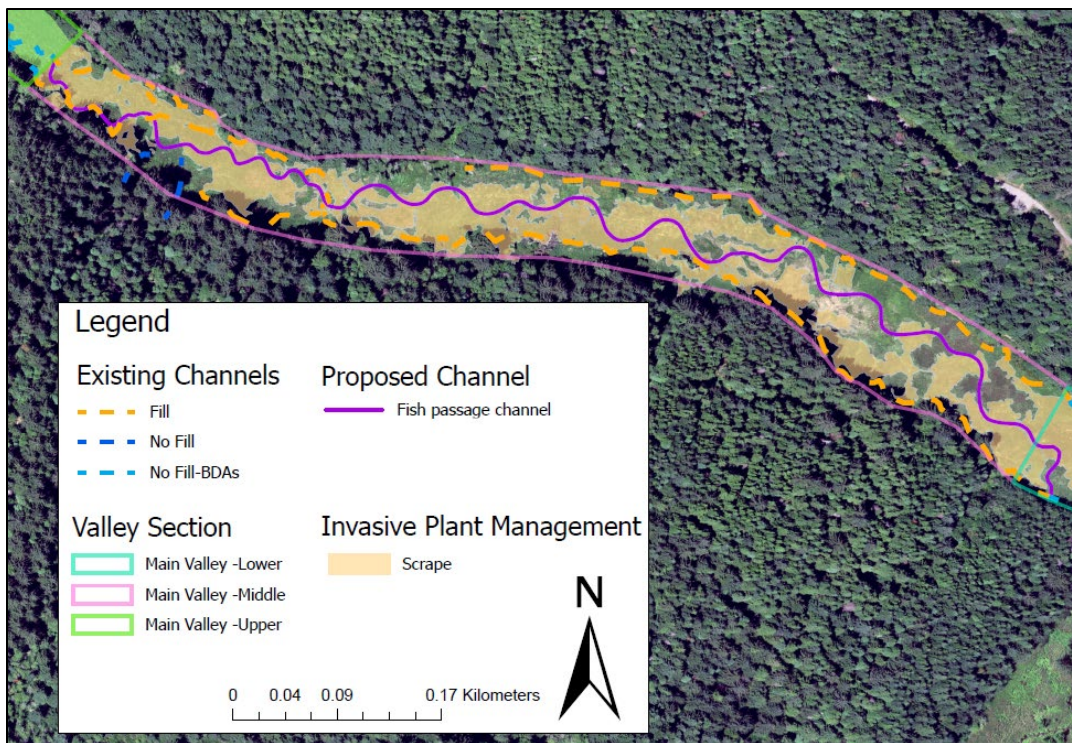 Legend
Existing Channels
Fill
No Fill
No Fill-BDAs
Proposed Channel
Fish passage channel
Valley Section
Main Valley -Lower
Main Valley -Middle
Main Valley -Upper
Invasive Plant Management
Scrape
N
0 0.04 0.09 0.17 Kilometers